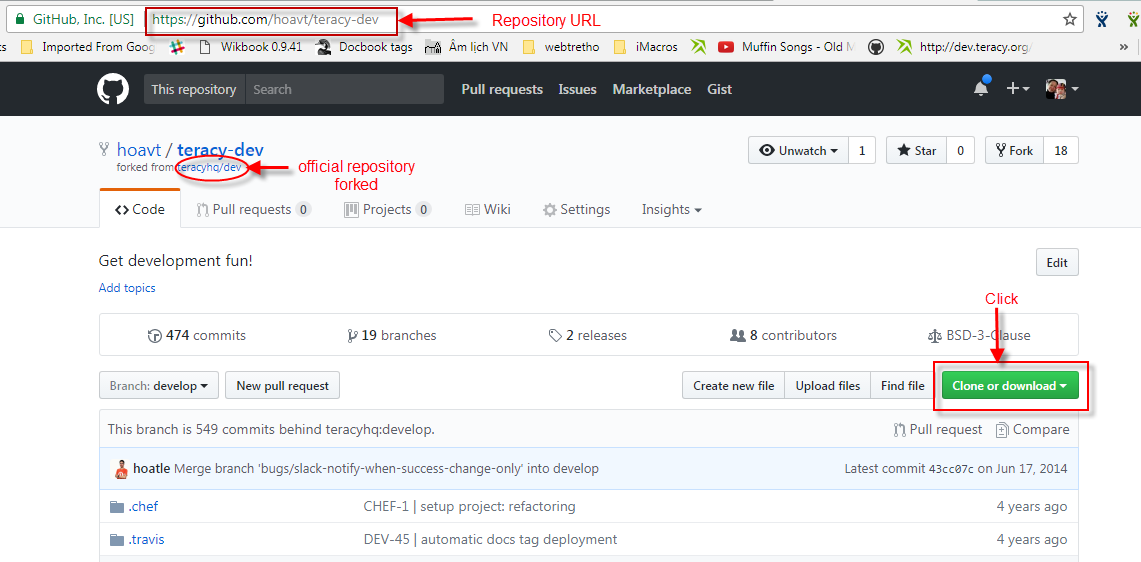 GitHub, Inc. [US] https://github.com/hoavt/teracy-dev Repository URL
ts Imported From Goog Wikbook 0.9.41 Docbook tags Âm lịch VN webtretho iMacros Muffin Songs - Old M http://dev.teracy.org/ »
This repository Search Pull requests Issues Marketplace Gist
hoavt / teracy-dev Unwatch 1 Star 0 Fork 18
forked from teracyhq/dev official repository
forked
Code Pull requests 0 Projects 0 Wiki Settings Insights
Get development fun! Edit
Add topics
Click
474 commits 19 branches 2 releases 8 contributors BSD-3-Clause
Branch: develop New pull request Create new file Upload files Find file Clone or download
This branch is 549 commits behind teracyhq:develop. Pull request Compare
hoatle Merge branch 'bugs/slack-notify-when-success-change-only' into develop Latest commit 43cc07c on Jun 17, 2014
.chef CHEF-1 | setup project: refactoring 4 years ago
.travis DEV-45 | automatic docs tag deployment 4 years ago